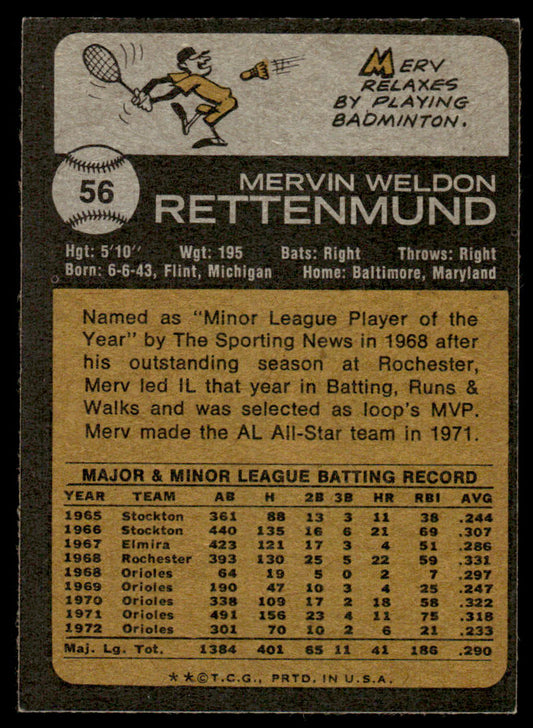 MERV
RELAXES
BY PLAYING
BADMINTON.
56
MERVIN WELDON
RETTENMUND
Hgt: 5'10" Wgt: 195 Bats: Right Throws: Right
Born: 6-6-43, Flint, Michigan Home: Baltimore, Maryland
Named as "Minor League Player of the
Year" by The Sporting News in 1968 after
his outstanding season at Rochester,
Merv led IL that year in Batting, Runs &
Walks and was selected as loop's MVP.
Merv made the AL All-Star team in 1971.
MAJOR & MINOR LEAGUE BATTING RECORD
YEAR TEAM AB H 2B 3B HR RBI AVG
1965 Stockton 361 88 13 3 11 38 .244
1966 Stockton 440 135 16 6 21 69 .307
1967 Elmira 423 121 17 3 4 51 .286
1968 Rochester 393 130 25 5 22 59 .331
1968 Orioles 64 19 5 0 2 7 .297
1969 Orioles 190 47 10 3 4 25 .247
1970 Orioles 338 109 17 2 18 58 .322
1971 Orioles 491 156 23 4 11 75 .318
1972 Orioles 301 70 10 2 6 21 .233
Maj. Lg. Tot. 1384 401 65 11 41 186 .290
**©T.C.G., PRTD. IN U.S.A.